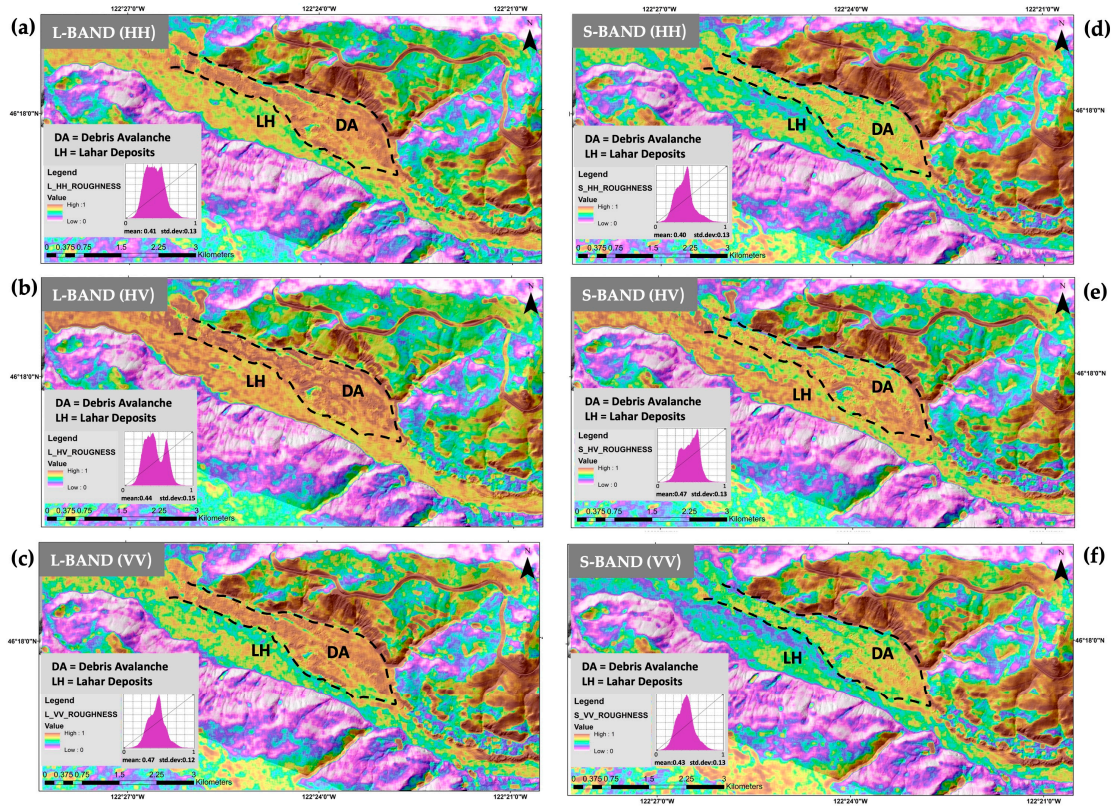 122°27'0"W 122°24'0"W 122°21'0"W
(a)
L-BAND (HH)
N
46°18'0"N
LH
DA
DA = Debris Avalanche
LH = Lahar Deposits
Legend
L_HH_ROUGHNESS
Value
High : 1
Low : 0
0 1
mean: 0.41 std.dev:0.13
0 0.375 0.75 1.5 2.25 3
Kilometers
122°27'0"W 122°24'0"W 122°21'0"W
(d)
S-BAND (HH)
N
46°18'0"N
LH
DA
DA = Debris Avalanche
LH = Lahar Deposits
Legend
S_HH_ROUGHNESS
Value
High : 1
Low : 0
0 1
mean: 0.40 std.dev:0.13
0 0.375 0.75 1.5 2.25 3
Kilometers
(b)
L-BAND (HV)
N
46°18'0"N
LH
DA
DA = Debris Avalanche
LH = Lahar Deposits
Legend
L_HV_ROUGNESS
Value
High : 1
Low : 0
0 1
mean:0.44 std.dev:0.15
0 0.375 0.75 1.5 2.25 3
Kilometers
(e)
S-BAND (HV)
N
46°18'0"N
LH
DA
DA = Debris Avalanche
LH = Lahar Deposits
Legend
S_HV_ROUGHNESS
Value
High : 1
Low : 0
0 1
mean:0.47 std.dev:0.13
0 0.375 0.75 1.5 2.25 3
Kilometers
(c)
L-BAND (VV)
N
46°18'0"N
LH
DA
DA = Debris Avalanche
LH = Lahar Deposits
Legend
L_VV_ROUGHNESS
Value
High : 1
Low : 0
0 1
mean: 0.47 std.dev:0.12
0 0.375 0.75 1.5 2.25 3
Kilometers
122°27'0"W 122°24'0"W 122°21'0"W
(f)
S-BAND (VV)
N
46°18'0"N
LH
DA
DA = Debris Avalanche
LH = Lahar Deposits
Legend
S_VV_ROUGHNESS
Value
High : 1
Low : 0
0 1
mean: 0.43 std.dev:0.13
0 0.375 0.75 1.5 2.25 3
Kilometers
122°27'0"W 122°24'0"W 122°21'0"W